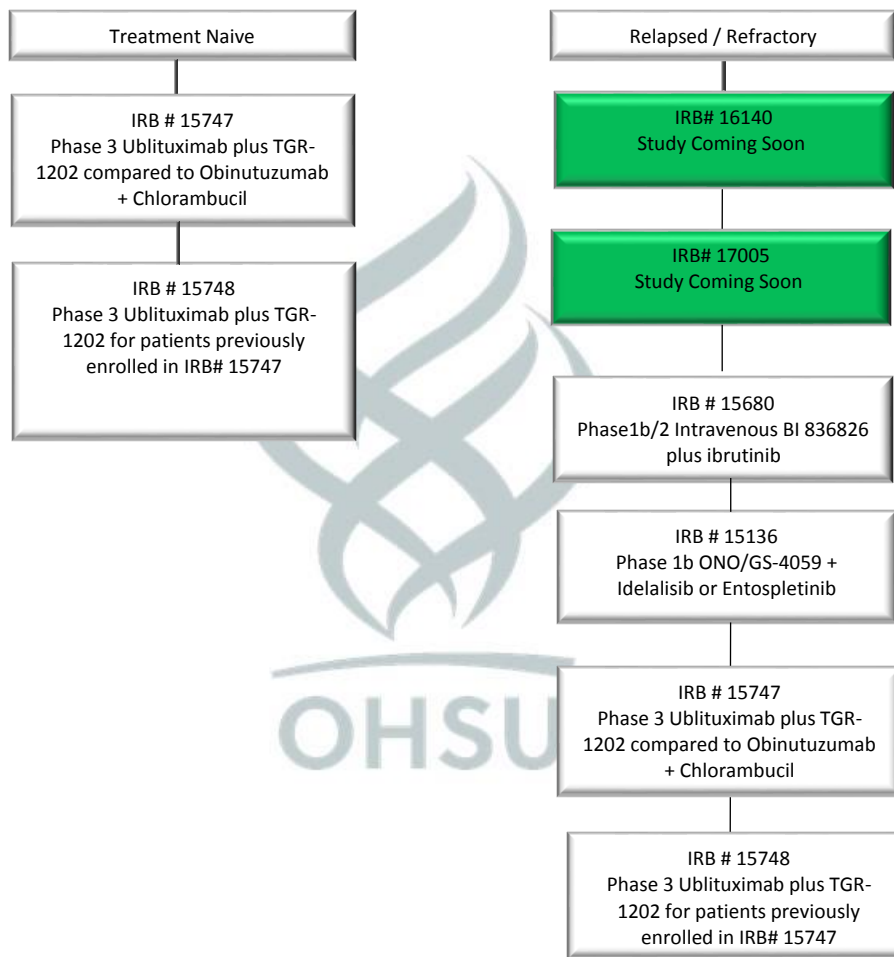 Treatment Naive
IRB # 15747
Phase 3 Ublituximab plus TGR-
1202 compared to Obinutuzumab
+ Chlorambucil
IRB # 15748
Phase 3 Ublituximab plus TGR-
1202 for patients previously
enrolled in IRB# 15747
Relapsed / Refractory
IRB# 16140
Study Coming Soon
IRB# 17005
Study Coming Soon
IRB # 15680
Phase1b/2 Intravenous BI 836826
plus ibrutinib
IRB # 15136
Phase 1b ONO/GS-4059 +
Idelalisib or Entospletinib
IRB # 15747
Phase 3 Ublituximab plus TGR-
1202 compared to Obinutuzumab
+ Chlorambucil
IRB # 15748
Phase 3 Ublituximab plus TGR-
1202 for patients previously
enrolled in IRB# 15747
OHSU